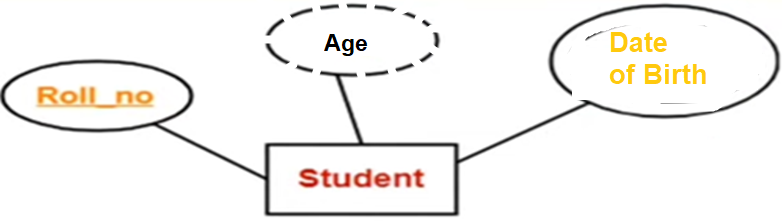 Age
Date
of Birth
Roll_no
Student